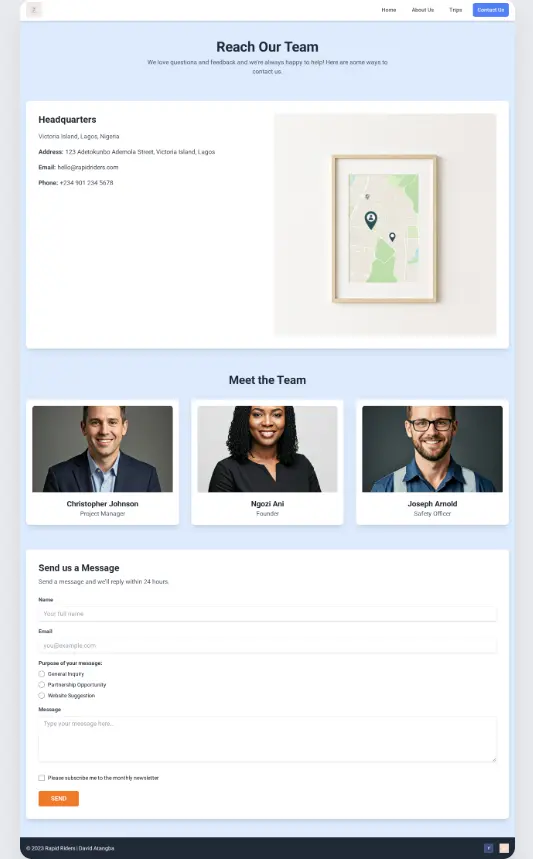 Home About Us Trips Contact Us
Reach Our Team
We love questions and feedback and we're always happy to help! Here are some ways to
contact us.
Headquarters
Victoria Island, Lagos, Nigeria
Address: 123 Adetokunbo Ademola Street, Victoria Island, Lagos
Email: hello@rapidriders.com
Phone: +234 901 234 5678
Meet the Team
Christopher Johnson
Project Manager
Ngozi Ani
Founder
Joseph Arnold
Safety Officer
Send us a Message
Send a message and we'll reply within 24 hours.
Name
Your full name
Email
you@example.com
Purpose of your message:
General Inquiry
Partnership Opportunity
Website Suggestion
Message
Type your message here...
Please subscribe me to the monthly newsletter
SEND
© 2023 Rapid Riders | David Atangba